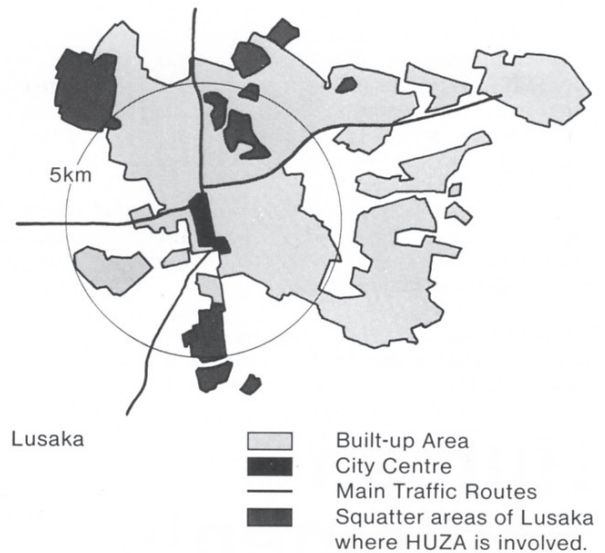 5km
Lusaka
Built-up Area
City Centre
Main Traffic Routes
Squatter areas of Lusaka
where HUZA is involved.